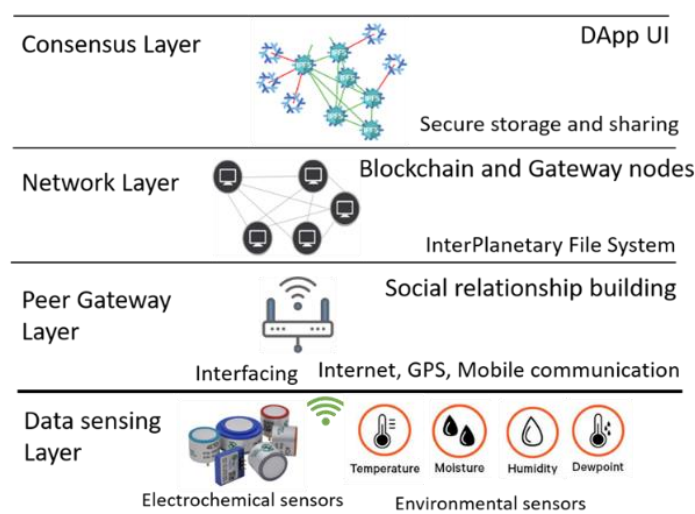 Consensus Layer
DApp UI
Secure storage and sharing
Network Layer
Blockchain and Gateway nodes
InterPlanetary File System
Peer Gateway
Layer
Social relationship building
Interfacing
Internet, GPS, Mobile communication
Data sensing
Layer
Temperature
Moisture
Humidity
Dewpoint
Electrochemical sensors
Environmental sensors